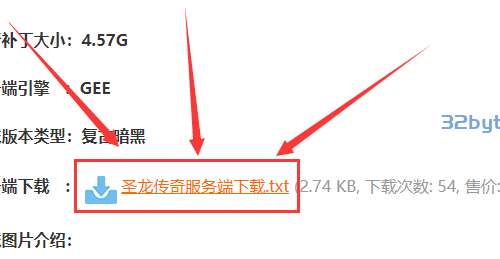 补丁大小：4.57G
32byt
端引擎 ：GEE
版本类型：复古暗黑
端下载 ：圣龙传奇服务端下载.txt (2.74 KB, 下载次数: 54, 售价:
图片介绍：